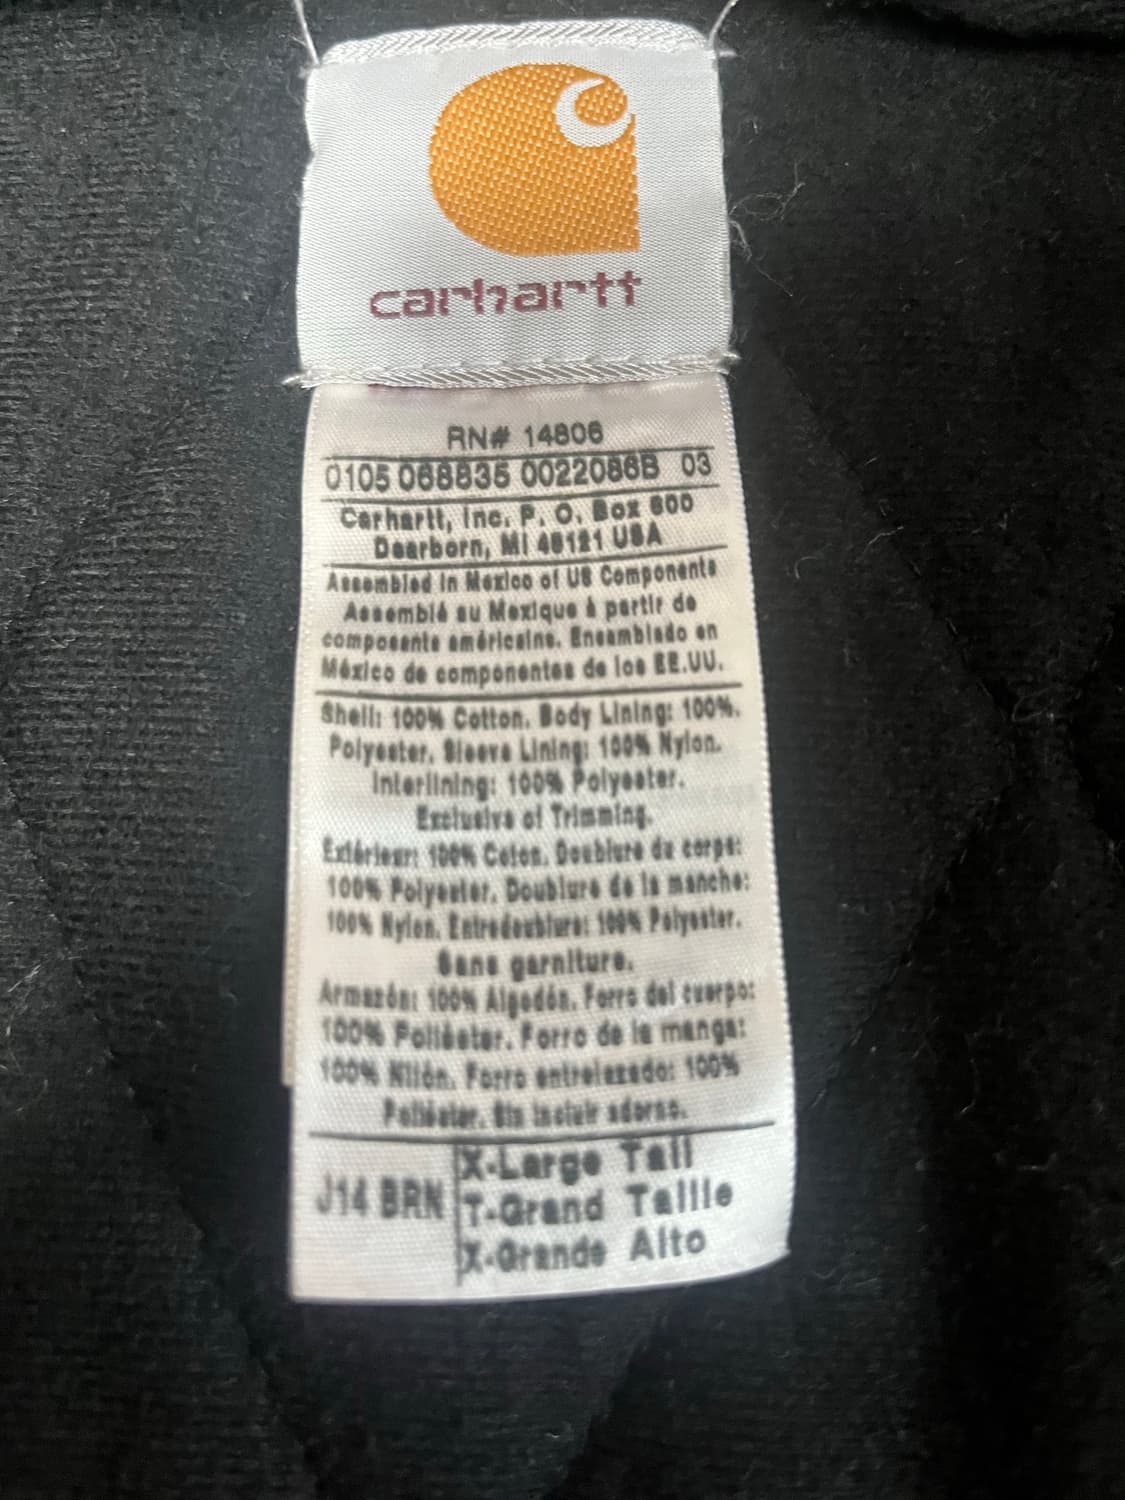 carhartt
RN# 14806
0105 068835 0022086B 03
Carhartt, Inc. P. O. Box 600
Dearborn, MI 48121 USA
Assembled in Mexico of US Components
Assemblé au Mexique à partir de
composants américains. Ensamblado en
México de componentes de los EE.UU.
Shell: 100% Cotton. Body Lining: 100%.
Polyester. Sleeve Lining: 100% Nylon.
Interlining: 100% Polyester.
Exclusive of Trimming.
Extérieur: 100% Coton. Doublure du corps:
100% Polyester. Doublure de la manche:
100% Nylon. Entredoublure: 100% Polyester.
Sans garniture.
Armazón: 100% Algodón. Forro del cuerpo:
100% Poliéster. Forro de la manga:
100% Nilón. Forro entrelazado: 100%
Poliéster. Sin incluir adorno.
J14 BRN
X-Large Tall
T-Grand Taille
X-Grande Alto